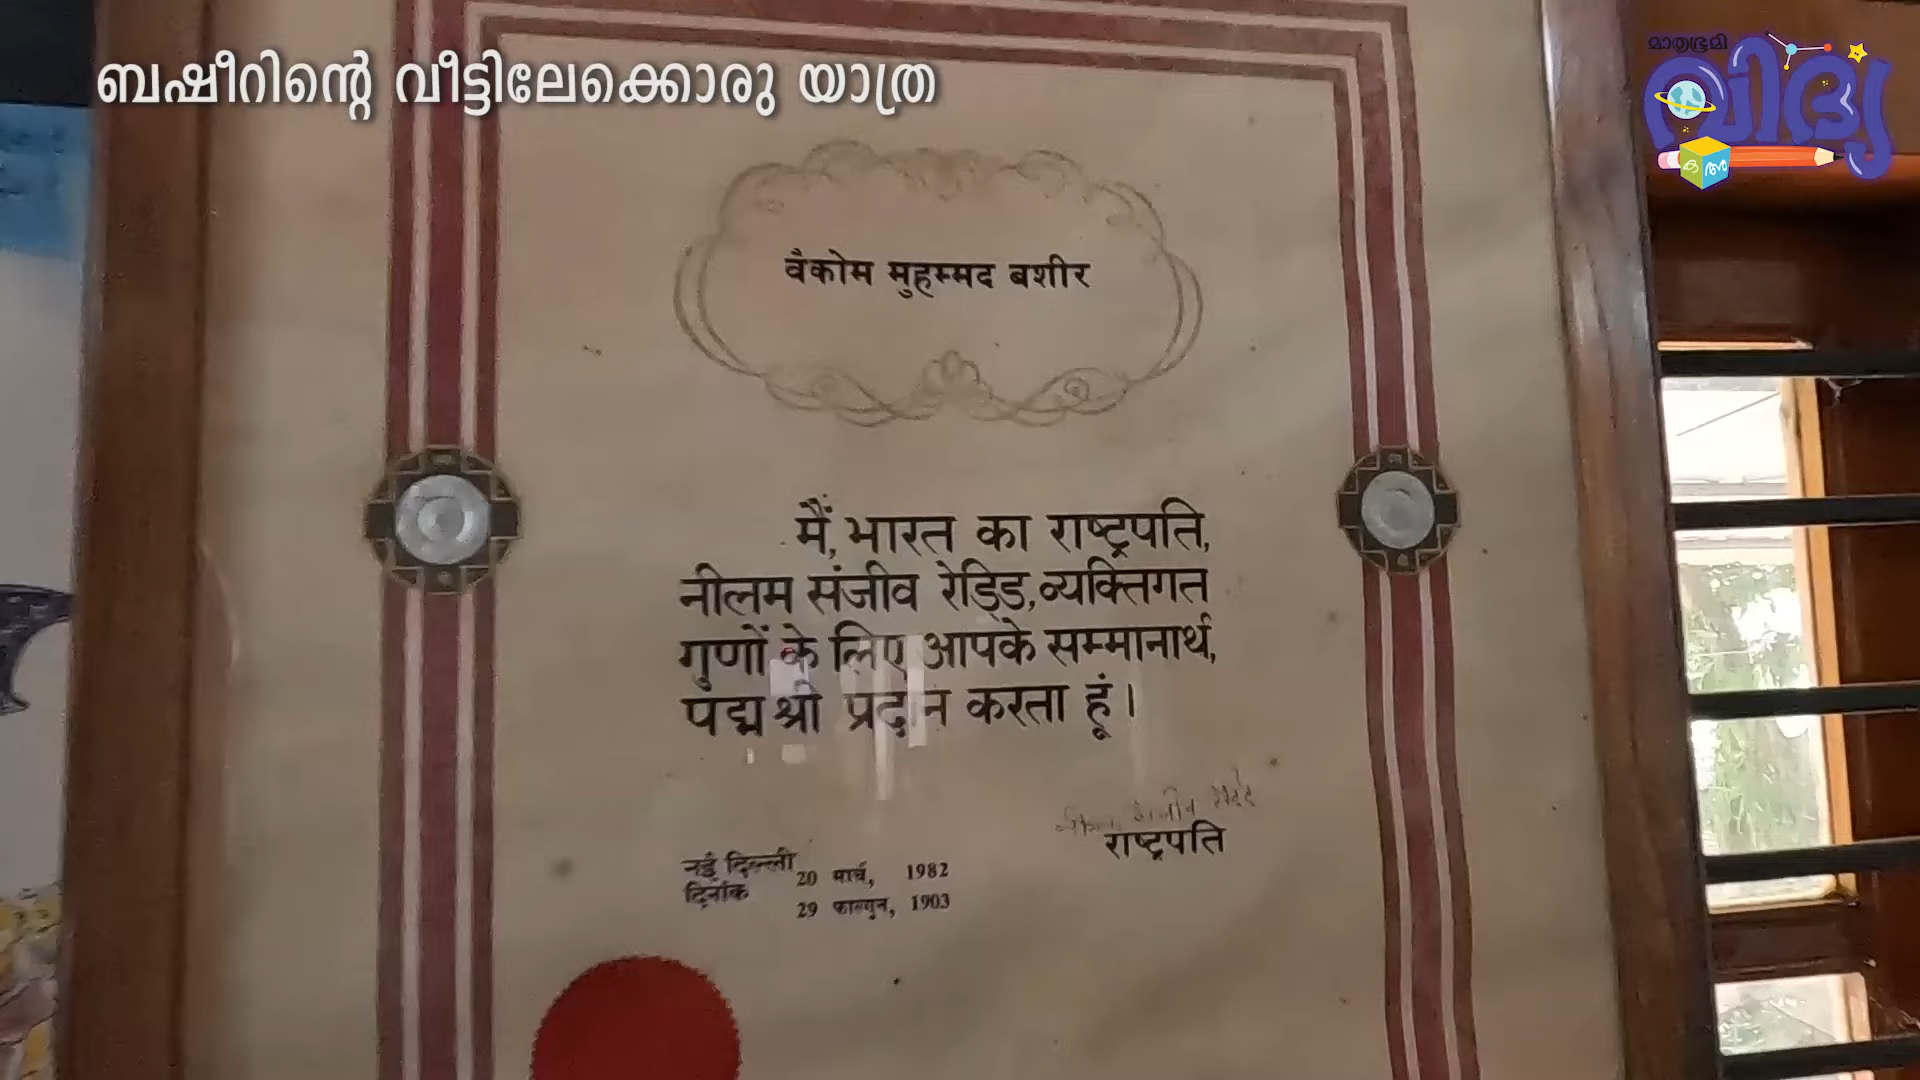 ബഷീറിന്റെ വീട്ടിലേക്കൊരു യാത്ര
മാതൃഭൂമി
വിദ്യ
ക അ
वैकोम मुहम्मद बशीर
मैं, भारत का राष्ट्रपति,
नीलम संजीव रेड्डि, व्यक्तिगत
गुणों के लिए आपके सम्मानार्थ,
पद्मश्री प्रदान करता हूं।
राष्ट्रपति
नई दिल्ली
दिनांक 20 मार्च, 1982
29 फाल्गुन, 1903